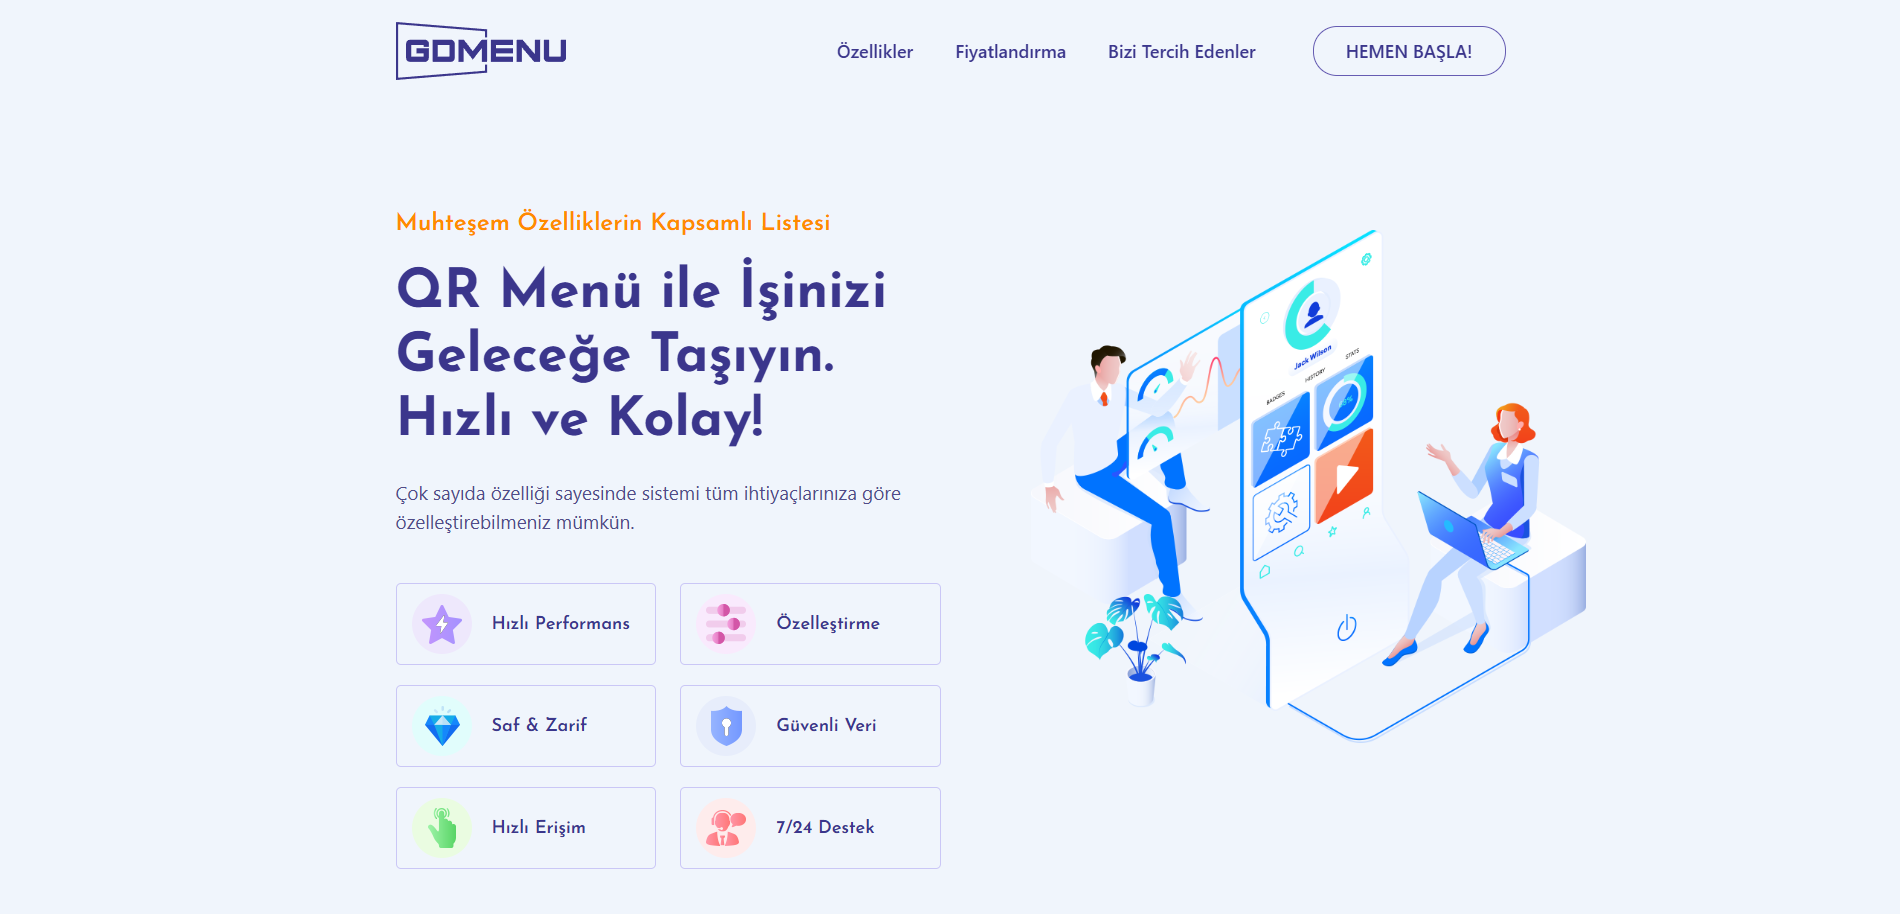 GDMENU
Özellikler
Fiyatlandırma
Bizi Tercih Edenler
HEMEN BAŞLA!
Muhteşem Özelliklerin Kapsamlı Listesi
QR Menü ile İşinizi
Geleceğe Taşıyın.
Hızlı ve Kolay!
Çok sayıda özelliği sayesinde sistemi tüm ihtiyaçlarınıza göre
özelleştirebilmeniz mümkün.
Hızlı Performans
Özelleştirme
Saf & Zarif
Güvenli Veri
Hızlı Erişim
7/24 Destek
Jack Wilson
BADGES
HISTORY
STATS